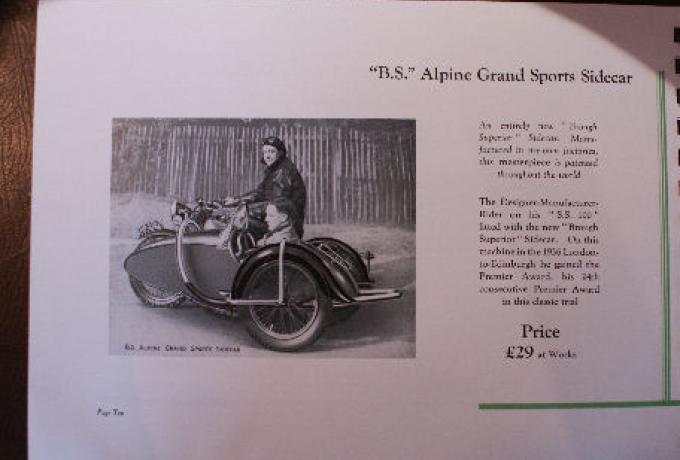 "B.S." Alpine Grand Sports Sidecar
An entirely new "Brough
Superior" Sidecar. Manu-
factured in my own factories,
this masterpiece is patented
throughout the world
The Designer-Manufacturer-
Rider on his "S.S. 100"
fitted with the new "Brough
Superior" Sidecar. On this
machine in the 1936 London-
to-Edinburgh he gained the
Premier Award, his 24th
consecutive Premier Award
in this classic trial
Price
£29 at Works
B.S. ALPINE GRAND SPORTS SIDECAR
Page Ten